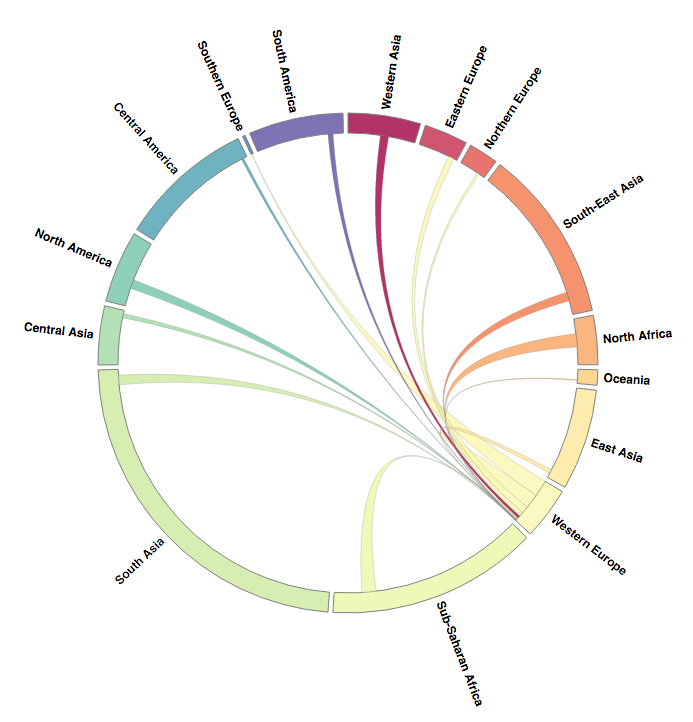 Western Asia
Eastern Europe
Northern Europe
South-East Asia
North Africa
Oceania
East Asia
Western Europe
Sub-Saharan Africa
South Asia
Central Asia
North America
Central America
Southern Europe
South America